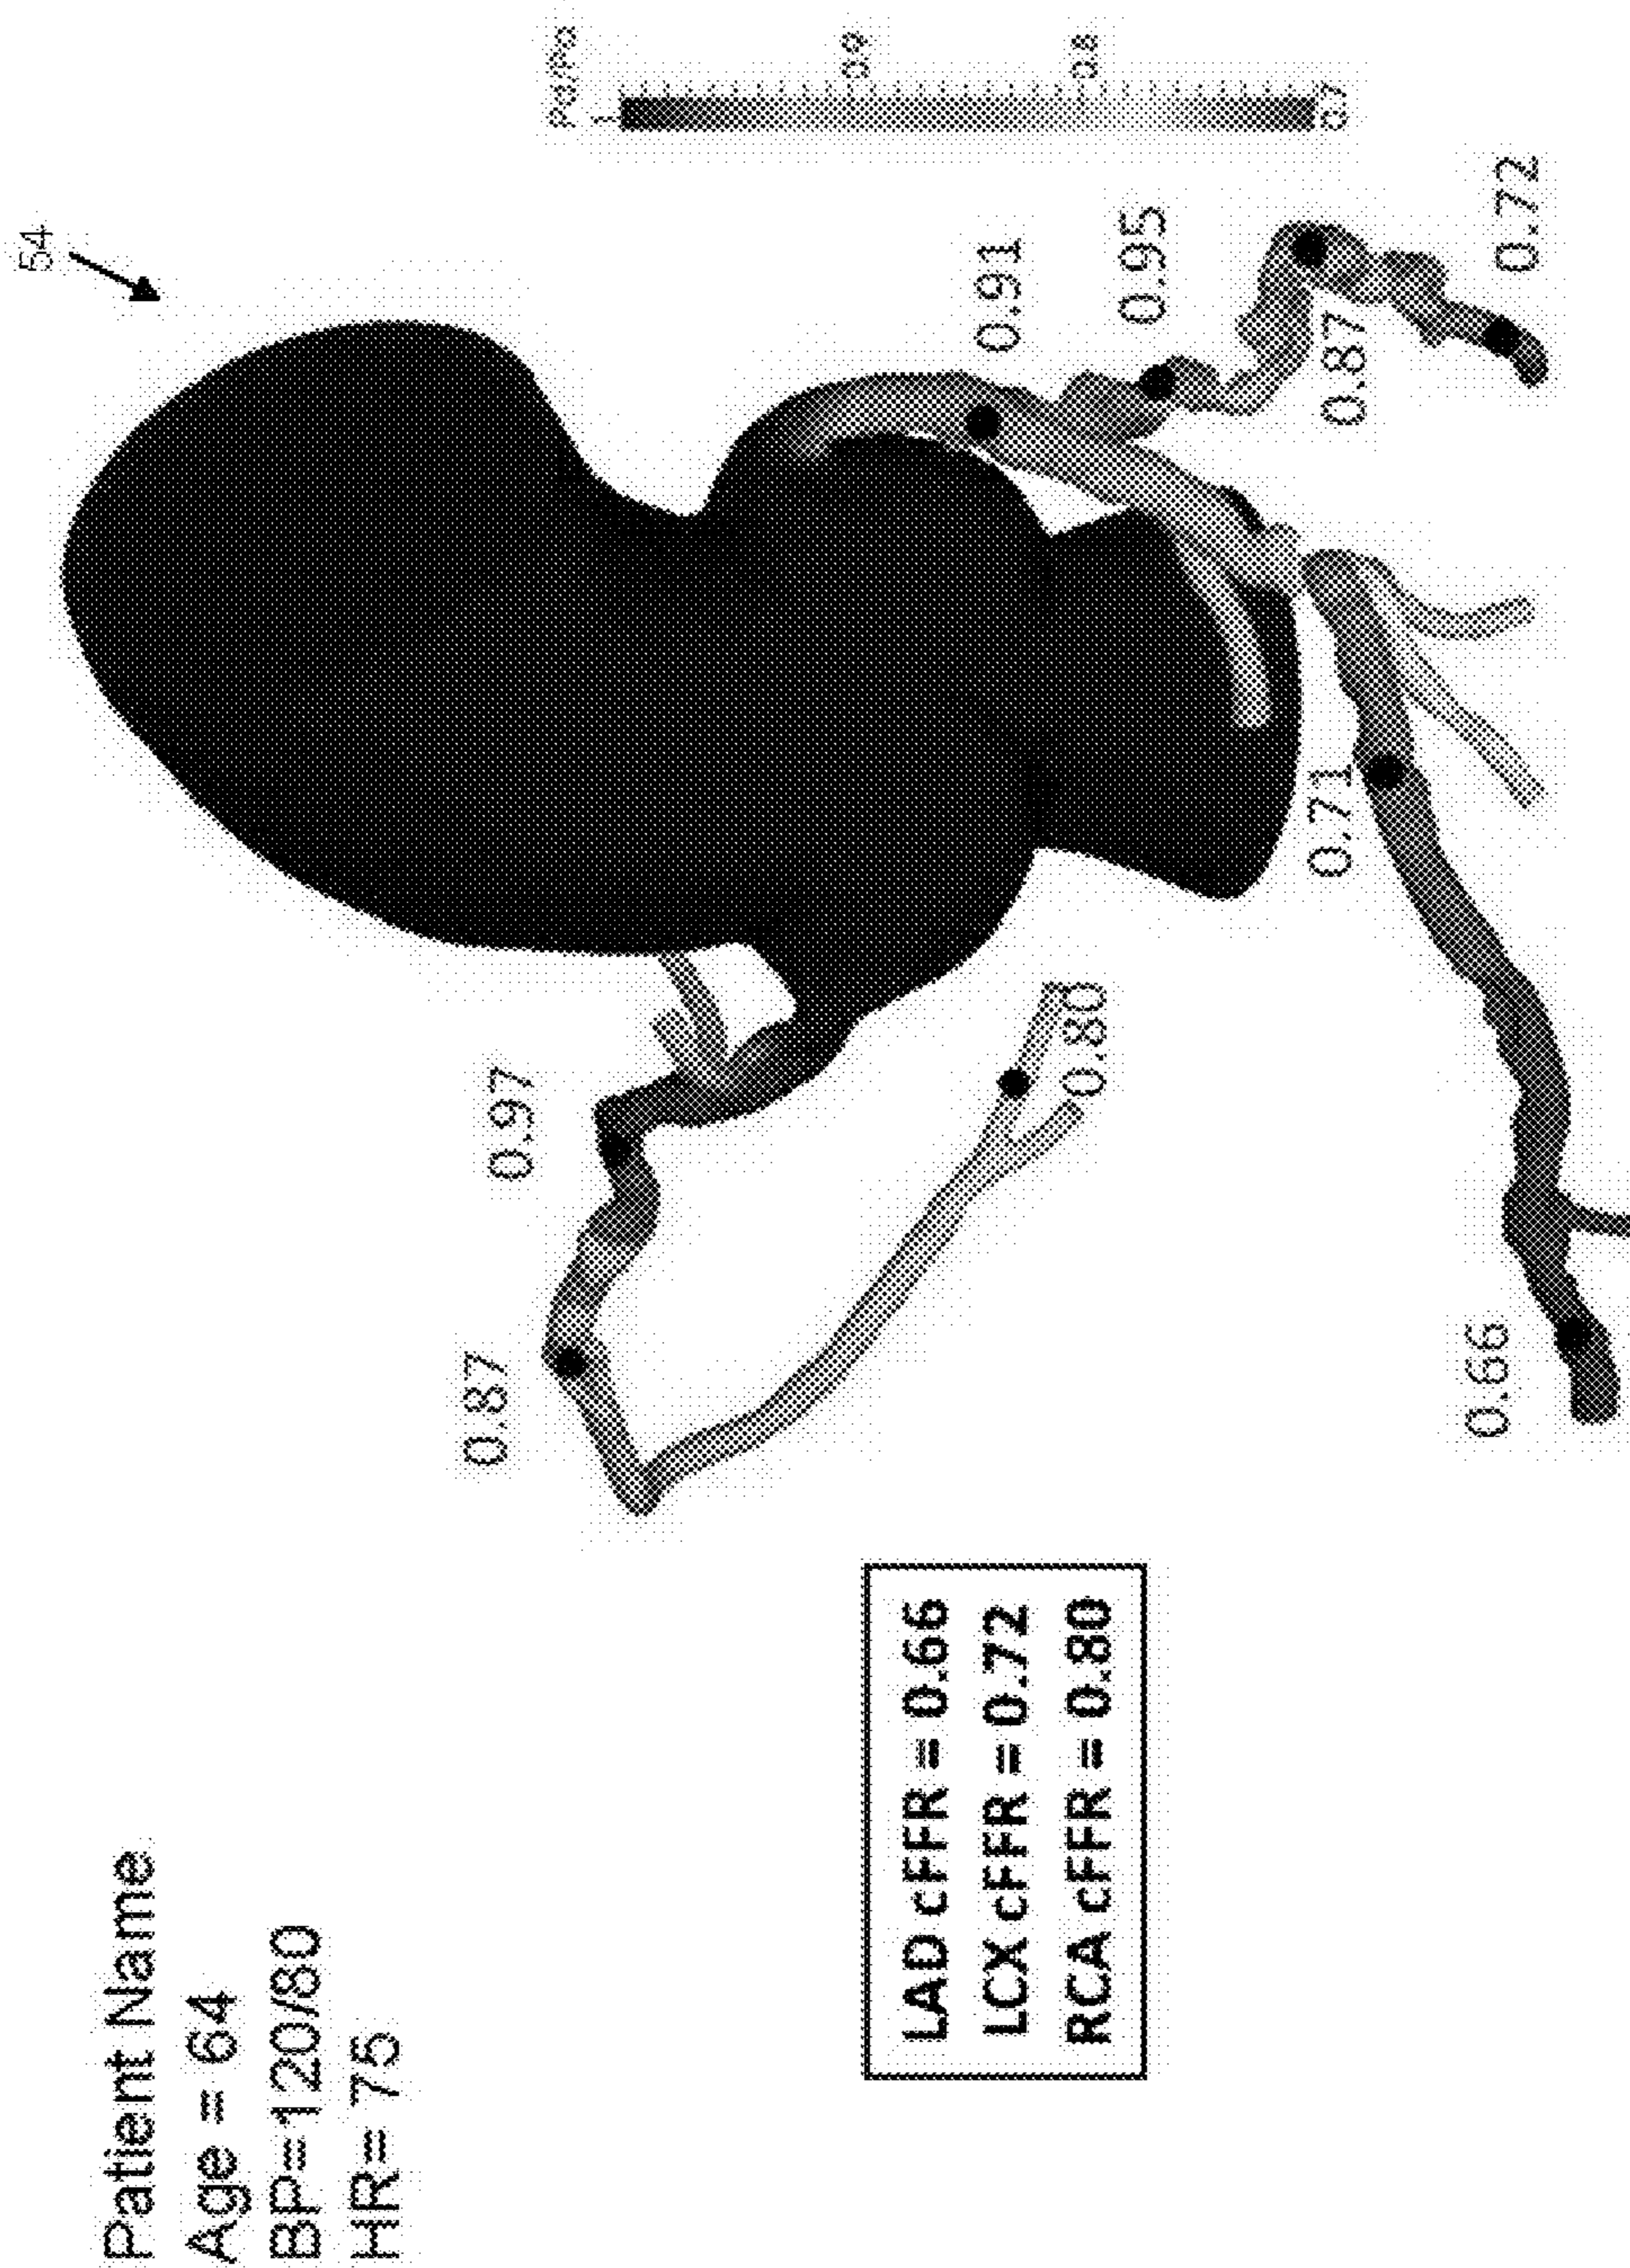 Patient Name
Age = 64
BP=120/80
HR= 75
LAD cFFR = 0.66
LCX cFFR = 0.72
RCA cFFR = 0.80
54
Pd/Pa
1
0.9
0.8
0.7
0.97
0.87
0.80
0.91
0.95
0.87
0.72
0.71
0.66